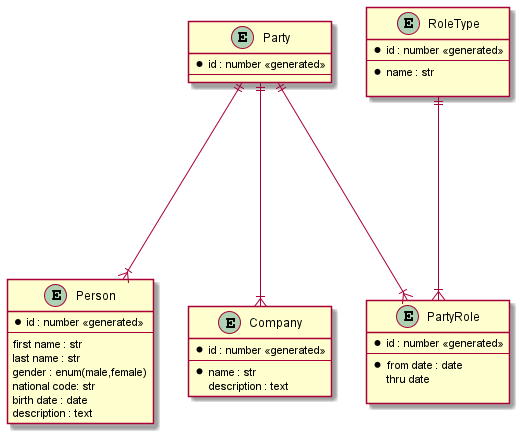 E Party
* id : number «generated»
E RoleType
* id : number «generated»
* name : str
E Person
* id : number «generated»
first name : str
last name : str
gender : enum(male,female)
national code: str
birth date : date
description : text
E Company
* id : number «generated»
* name : str
description : text
E PartyRole
* id : number «generated»
* from date : date
thru date